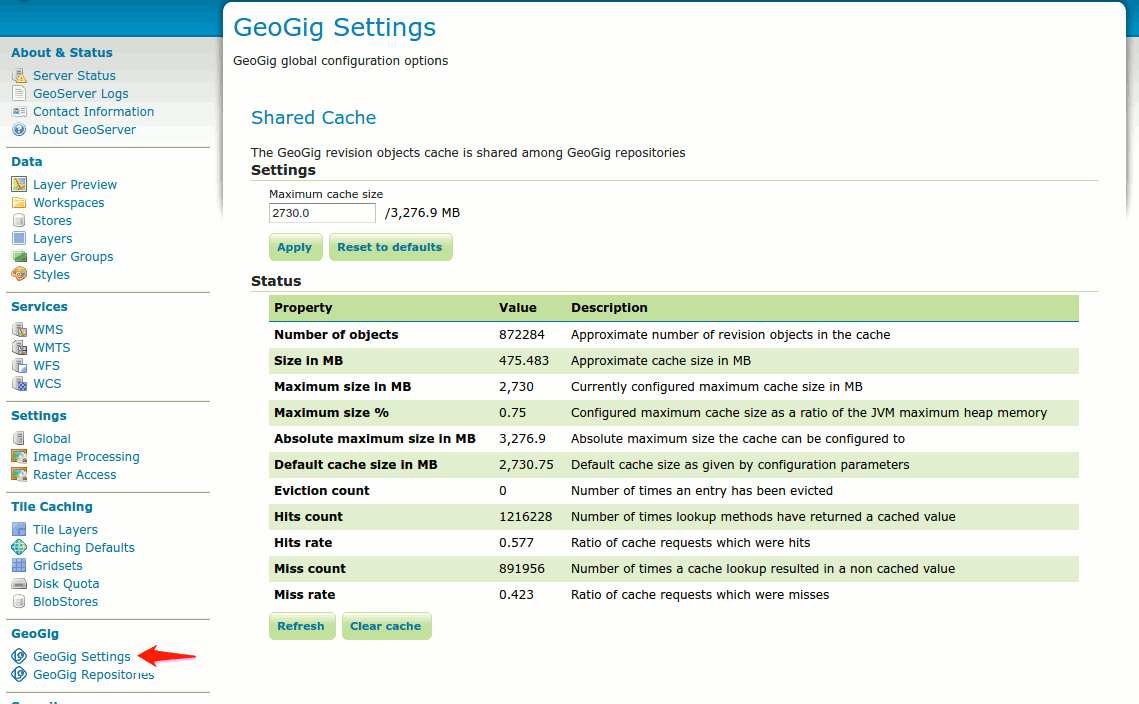 About & Status
Server Status
GeoServer Logs
Contact Information
About GeoServer
Data
Layer Preview
Workspaces
Stores
Layers
Layer Groups
Styles
Services
WMS
WMTS
WFS
WCS
Settings
Global
Image Processing
Raster Access
Tile Caching
Tile Layers
Caching Defaults
Gridsets
Disk Quota
BlobStores
GeoGig
GeoGig Settings
GeoGig Repositories
GeoGig Settings
GeoGig global configuration options
Shared Cache
The GeoGig revision objects cache is shared among GeoGig repositories
Settings
Maximum cache size
2730.0 /3,276.9 MB
Apply Reset to defaults
Status
Property Value Description
Number of objects 872284 Approximate number of revision objects in the cache
Size in MB 475.483 Approximate cache size in MB
Maximum size in MB 2,730 Currently configured maximum cache size in MB
Maximum size % 0.75 Configured maximum cache size as a ratio of the JVM maximum heap memory
Absolute maximum size in MB 3,276.9 Absolute maximum size the cache can be configured to
Default cache size in MB 2,730.75 Default cache size as given by configuration parameters
Eviction count 0 Number of times an entry has been evicted
Hits count 1216228 Number of times lookup methods have returned a cached value
Hits rate 0.577 Ratio of cache requests which were hits
Miss count 891956 Number of times a cache lookup resulted in a non cached value
Miss rate 0.423 Ratio of cache requests which were misses
Refresh Clear cache